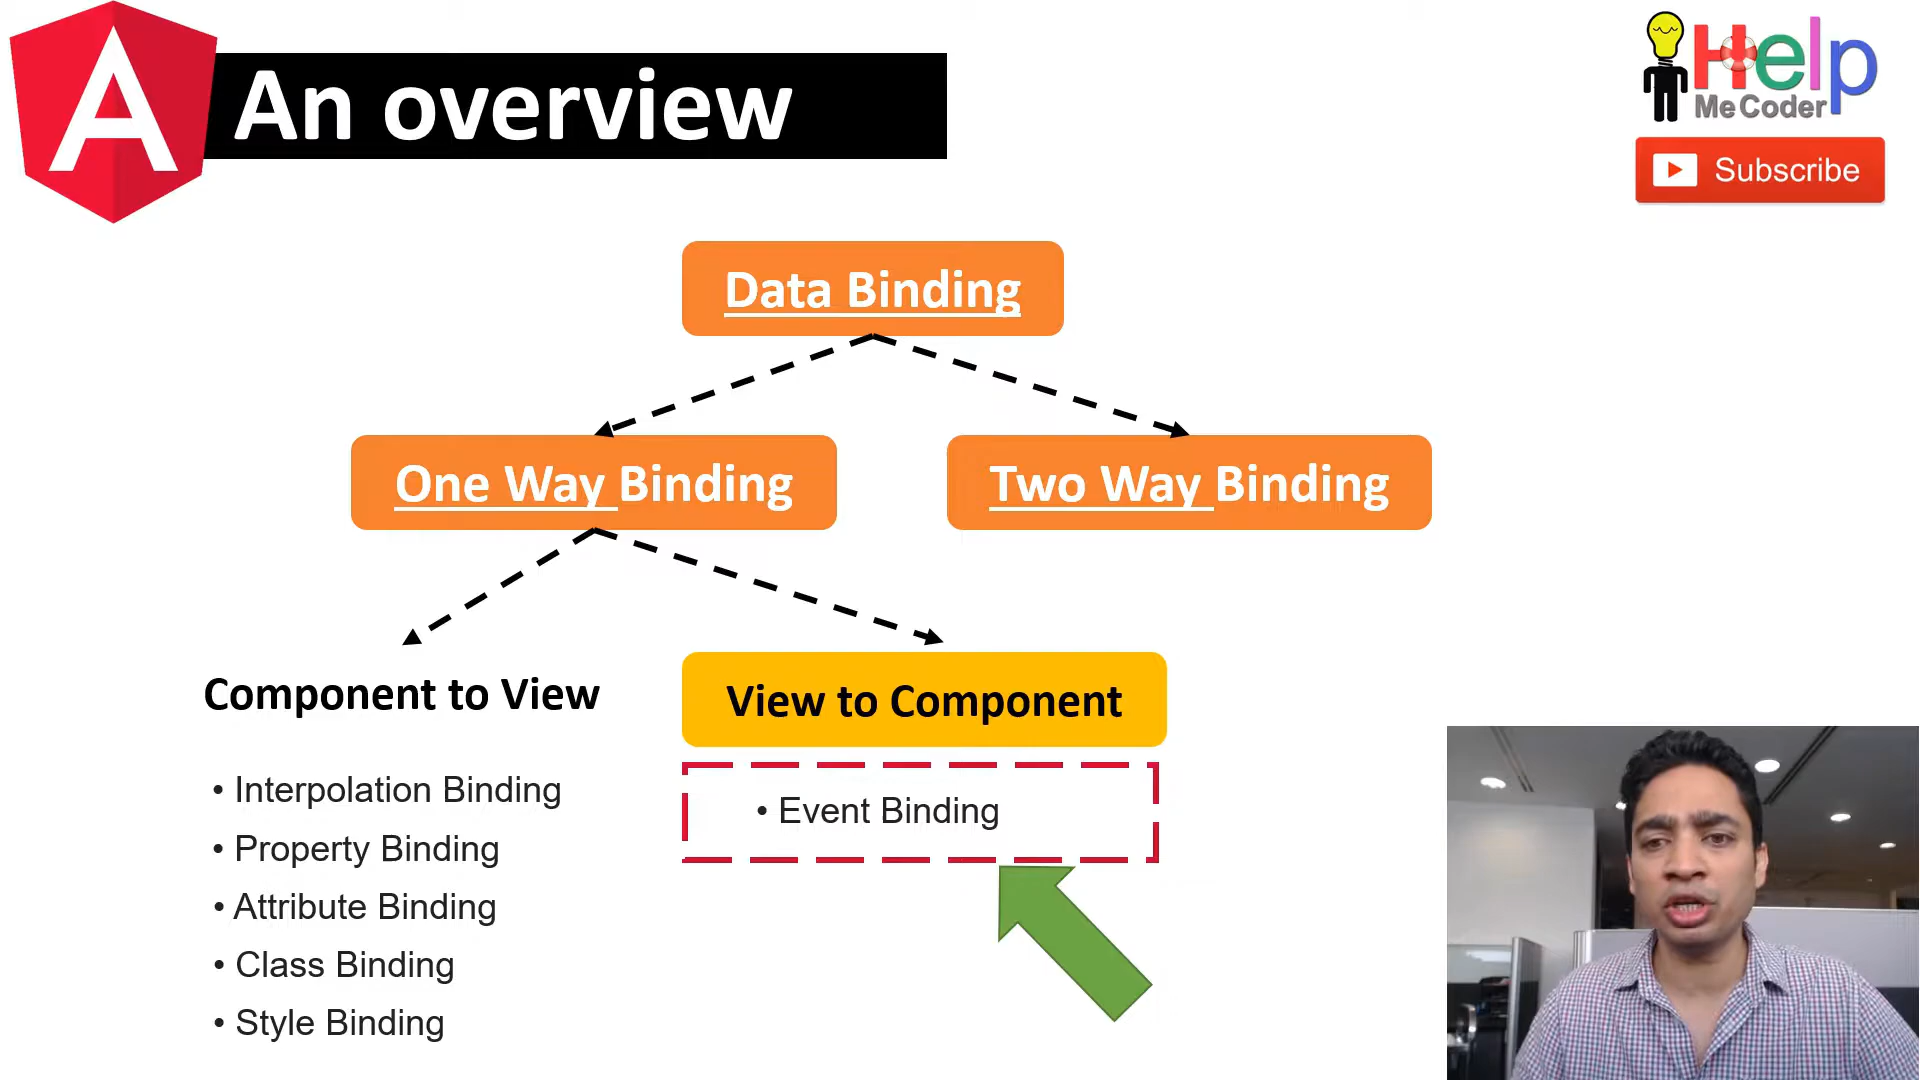 An overview
Help
Me Coder
Subscribe
Data Binding
One Way Binding
Two Way Binding
Component to View
View to Component
• Interpolation Binding
• Property Binding
• Attribute Binding
• Class Binding
• Style Binding
• Event Binding